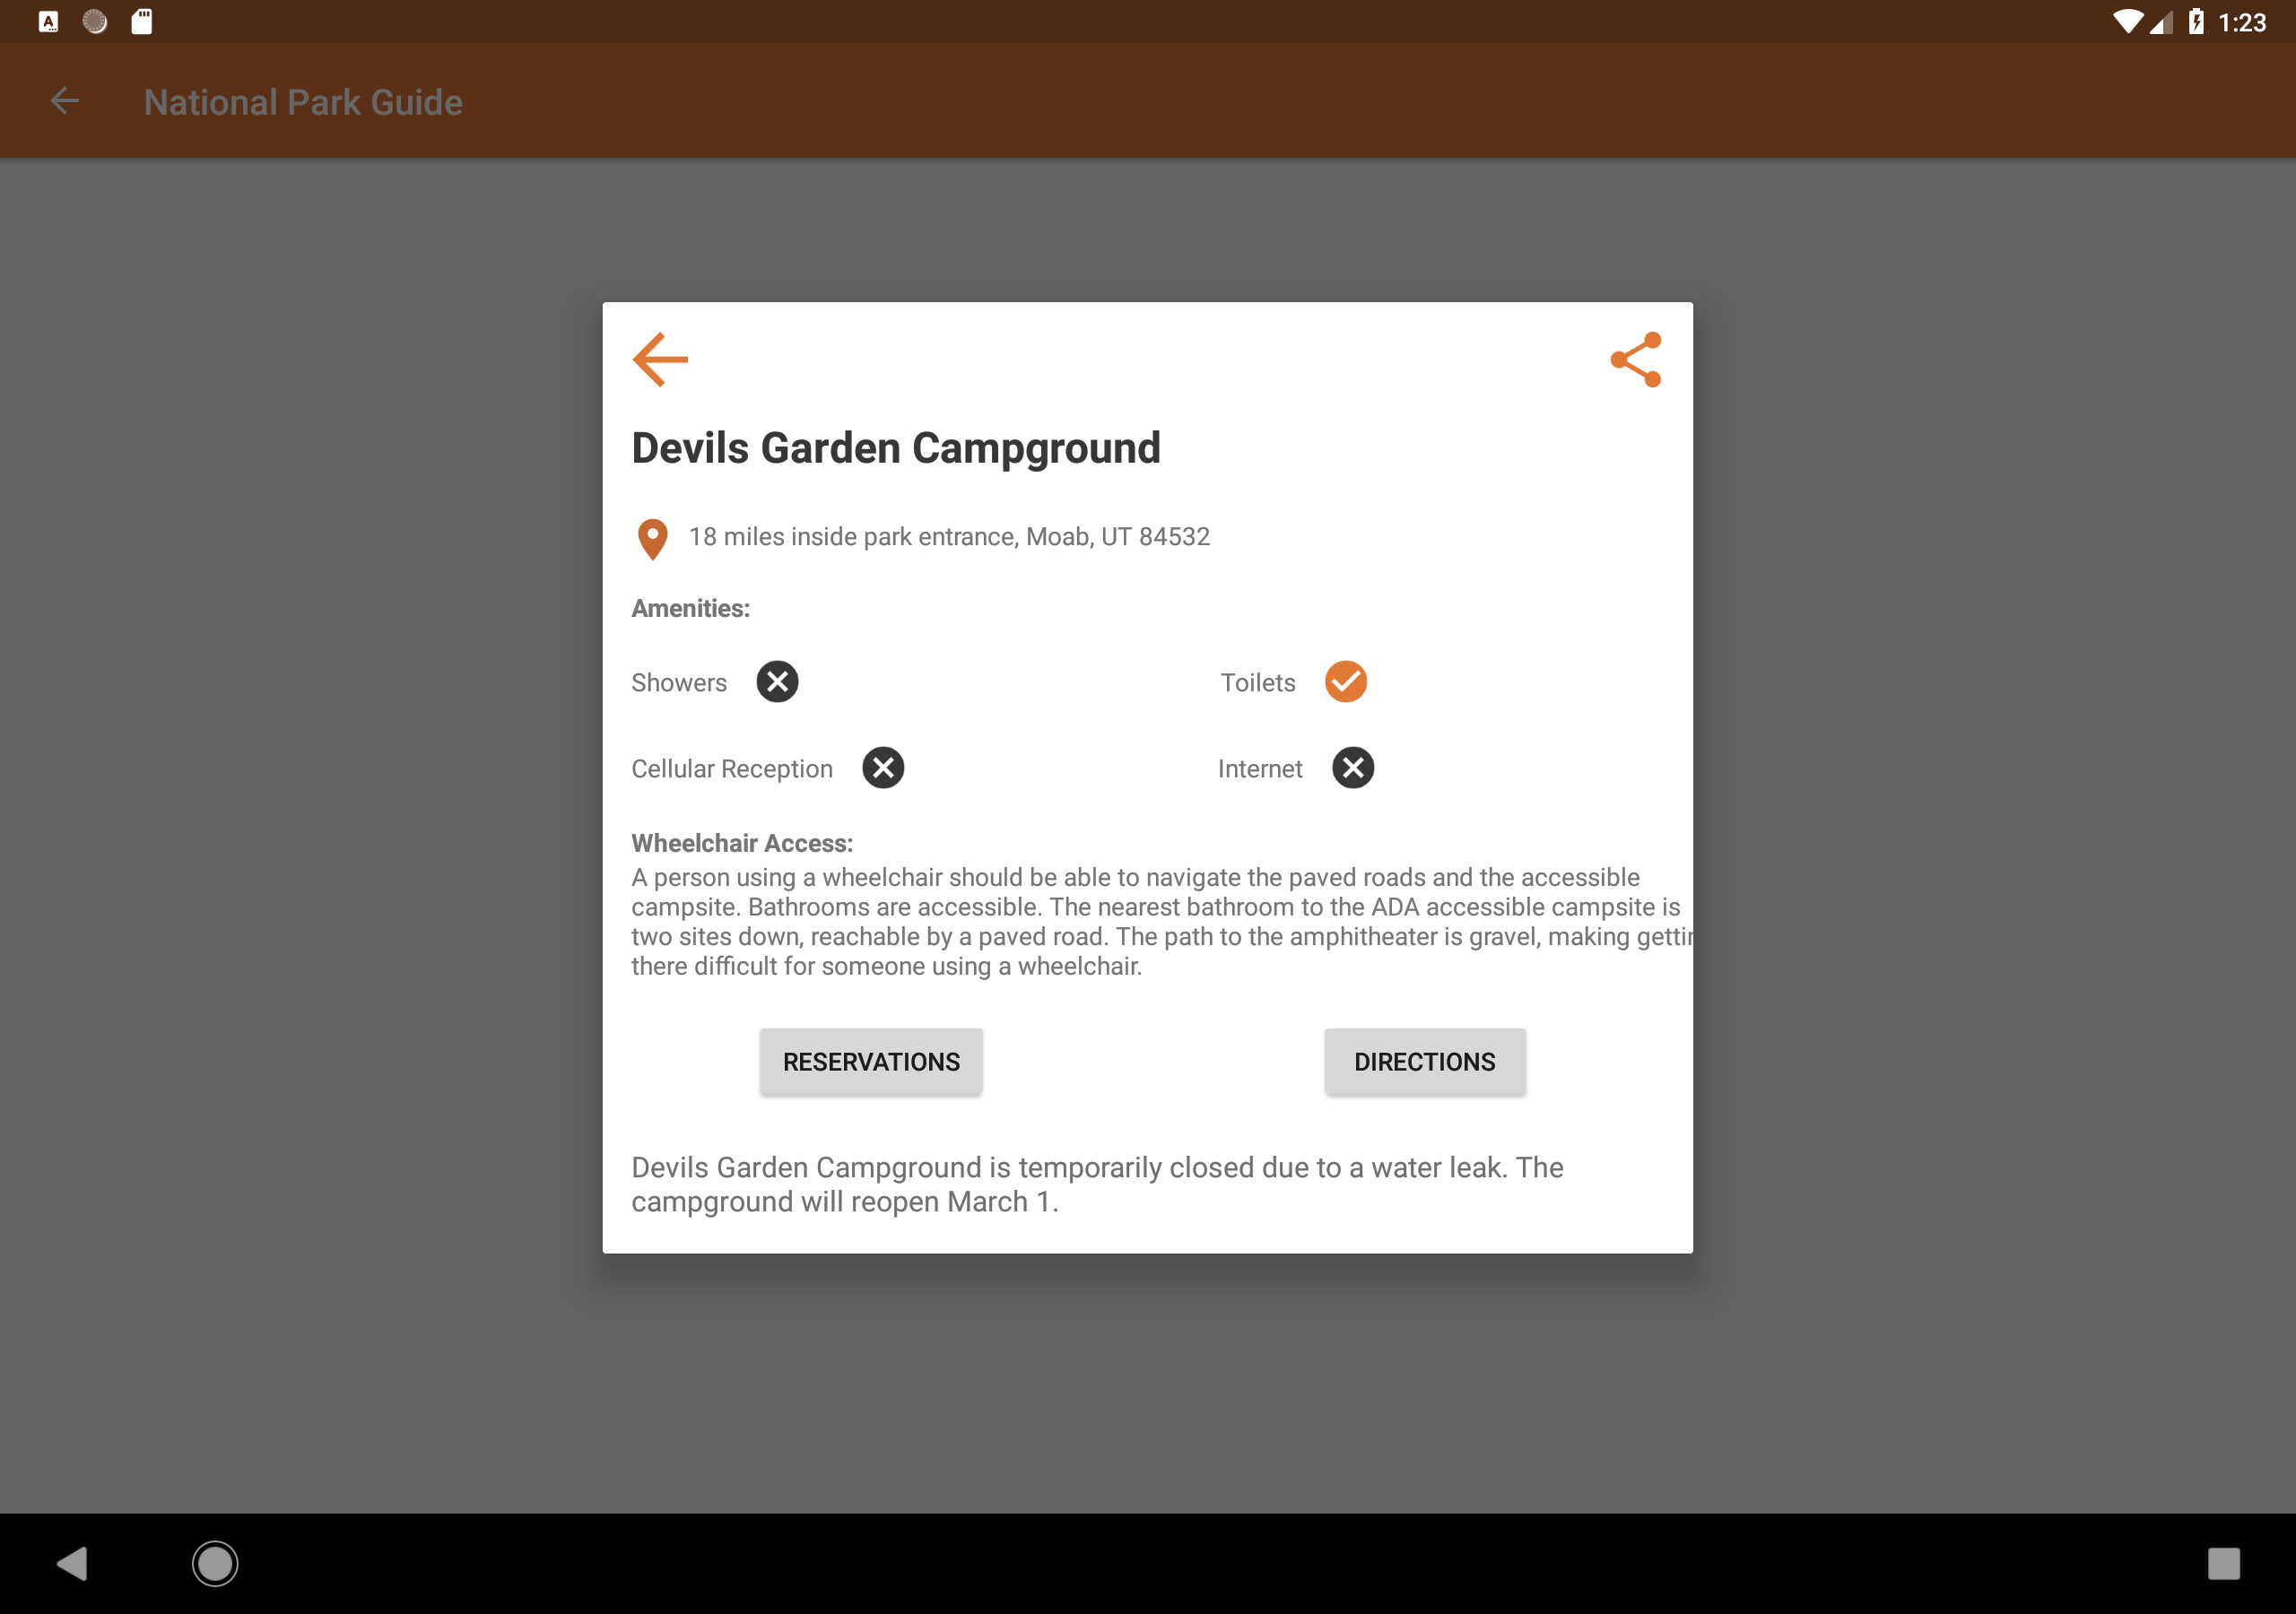 1:23
National Park Guide
Devils Garden Campground
18 miles inside park entrance, Moab, UT 84532
Amenities:
Showers
Toilets
Cellular Reception
Internet
Wheelchair Access:
A person using a wheelchair should be able to navigate the paved roads and the accessible
campsite. Bathrooms are accessible. The nearest bathroom to the ADA accessible campsite is
two sites down, reachable by a paved road. The path to the amphitheater is gravel, making gettin
there difficult for someone using a wheelchair.
RESERVATIONS
DIRECTIONS
Devils Garden Campground is temporarily closed due to a water leak. The
campground will reopen March 1.